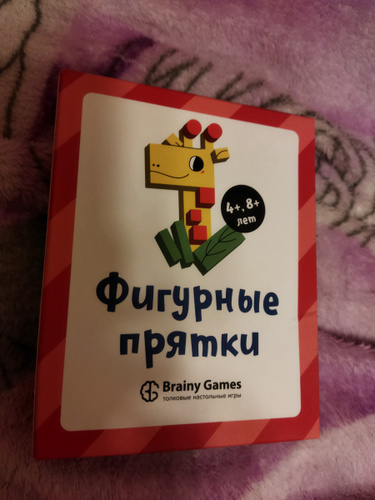 4+, 8+
лет
Фигурные
прятки
Brainy Games
толковые настольные игры